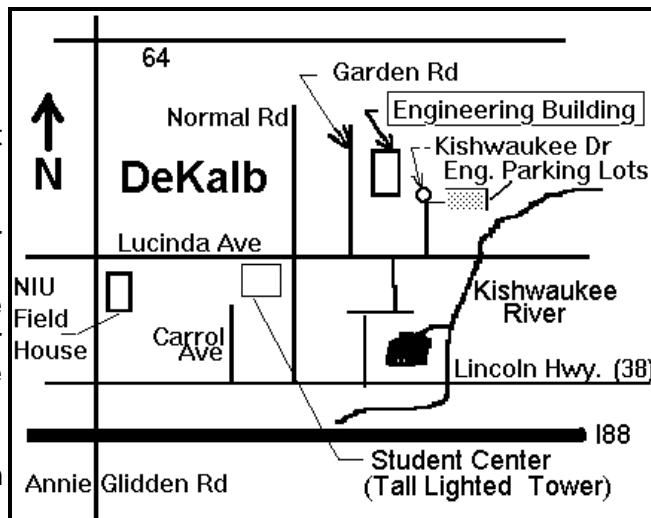 64
Garden Rd
Normal Rd
Engineering Building
N
DeKalb
Kishwaukee Dr
Eng. Parking Lots
Lucinda Ave
NIU
Field
House
Carrol
Ave
Kishwaukee
River
Lincoln Hwy. (38)
I88
Student Center
(Tall Lighted Tower)
Annie Glidden Rd